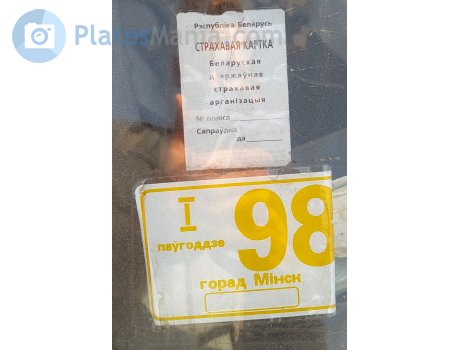 PlatesMania.com
Рэспубліка Беларусь
СТРАХАВАЯ КАРТКА
Беларуская
дзяржаўная
страхавая
арганізацыя
№ поліса
Сапраўдна
да
I
паўгоддзе
98
горад Мінск